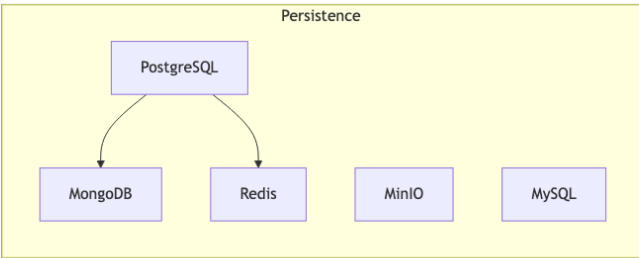 Persistence
PostgreSQL
MongoDB
Redis
MinIO
MySQL